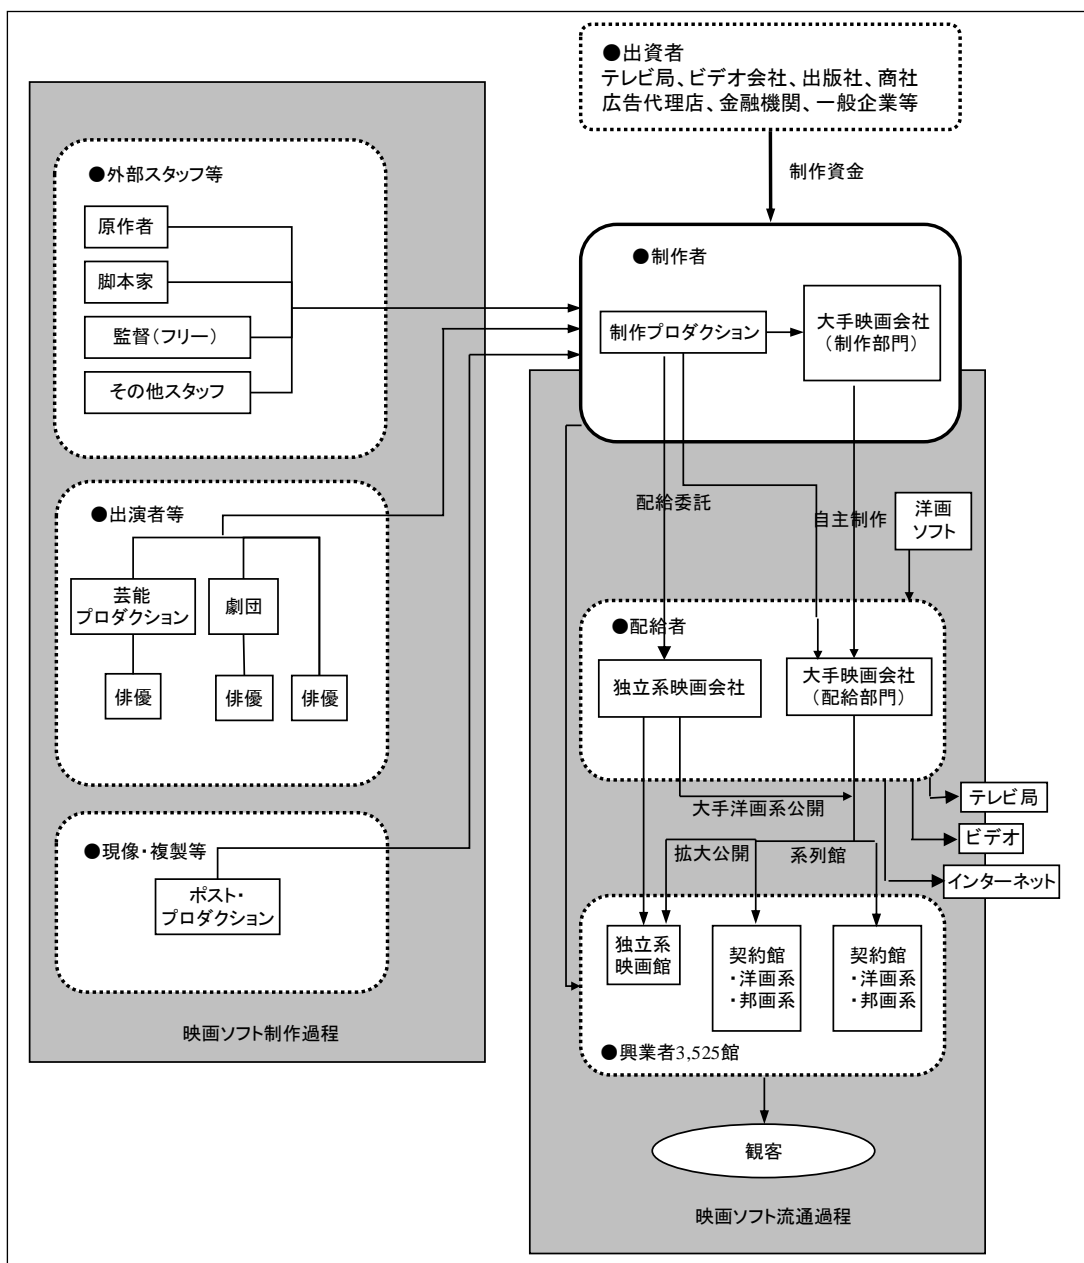 ●出資者
テレビ局、ビデオ会社、出版社、商社
広告代理店、金融機関、一般企業等
制作資金
●外部スタッフ等
原作者
脚本家
監督（フリー）
その他スタッフ
●制作者
制作プロダクション
大手映画会社
（制作部門）
●出演者等
芸能
プロダクション
劇団
俳優
俳優
俳優
配給委託
自主制作
洋画
ソフト
●配給者
独立系映画会社
大手映画会社
（配給部門）
●現像・複製等
ポスト・
プロダクション
大手洋画系公開
テレビ局
ビデオ
インターネット
拡大公開
系列館
独立系
映画館
契約館
・洋画系
・邦画系
契約館
・洋画系
・邦画系
●興業者3,525館
映画ソフト制作過程
観客
映画ソフト流通過程